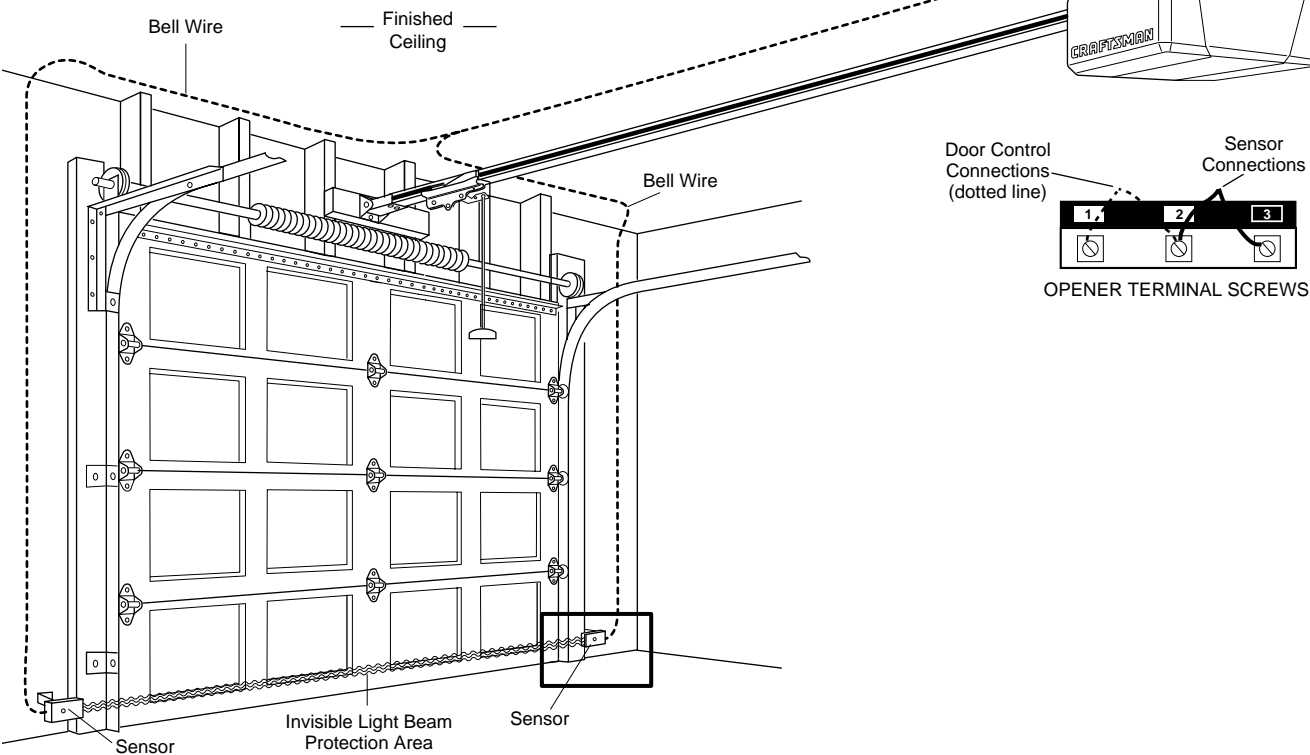 Bell Wire
Finished
Ceiling
CRAFTSMAN
Door Control
Connections
(dotted line)
Sensor
Connections
1 2 3
OPENER TERMINAL SCREWS
Bell Wire
Sensor
Invisible Light Beam
Protection Area
Sensor